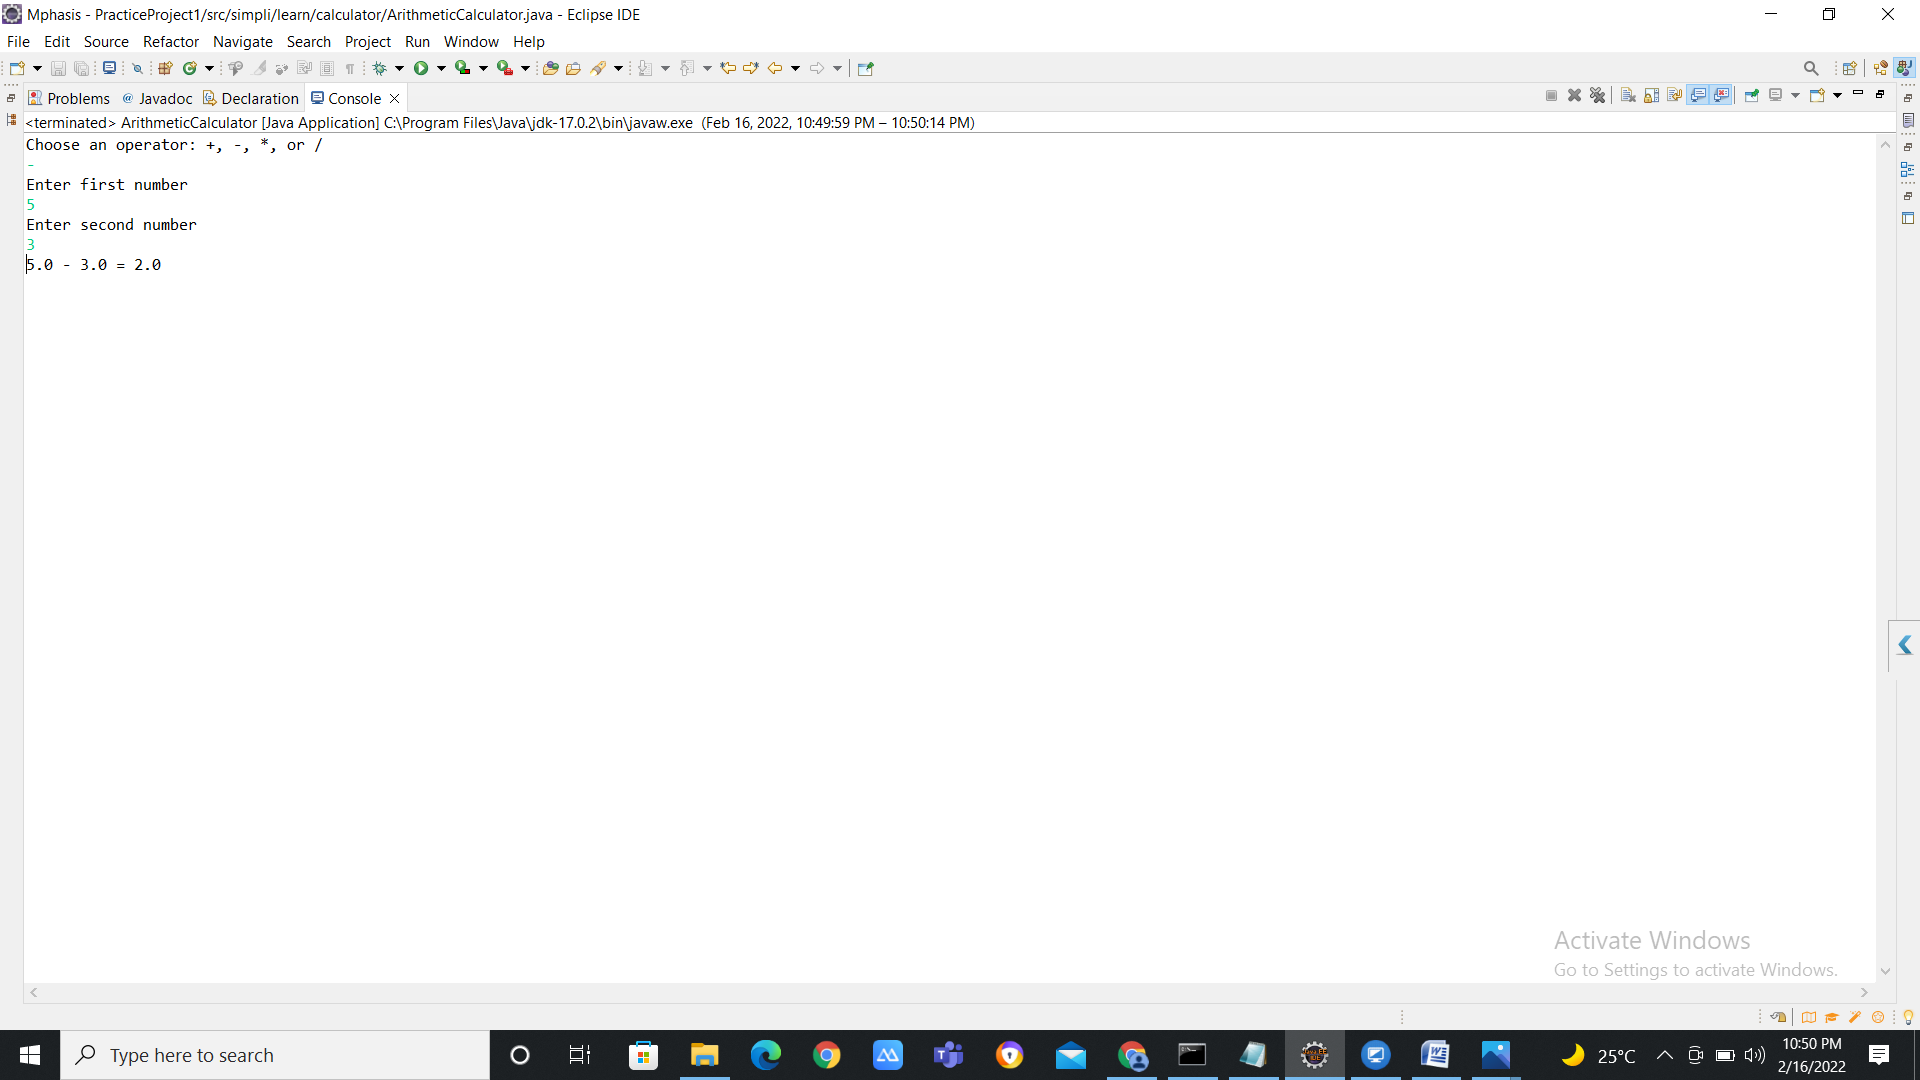 Mphasis - PracticeProject1/src/simpli/learn/calculator/ArithmeticCalculator.java - Eclipse IDE
File Edit Source Refactor Navigate Search Project Run Window Help
Problems @ Javadoc Declaration Console
<terminated> ArithmeticCalculator [Java Application] C:\Program Files\Java\jdk-17.0.2\bin\javaw.exe (Feb 16, 2022, 10:49:59 PM – 10:50:14 PM)
Choose an operator: +, -, *, or /
-
Enter first number
5
Enter second number
3
5.0 - 3.0 = 2.0
Activate Windows
Go to Settings to activate Windows.
Type here to search
25°C
10:50 PM
2/16/2022